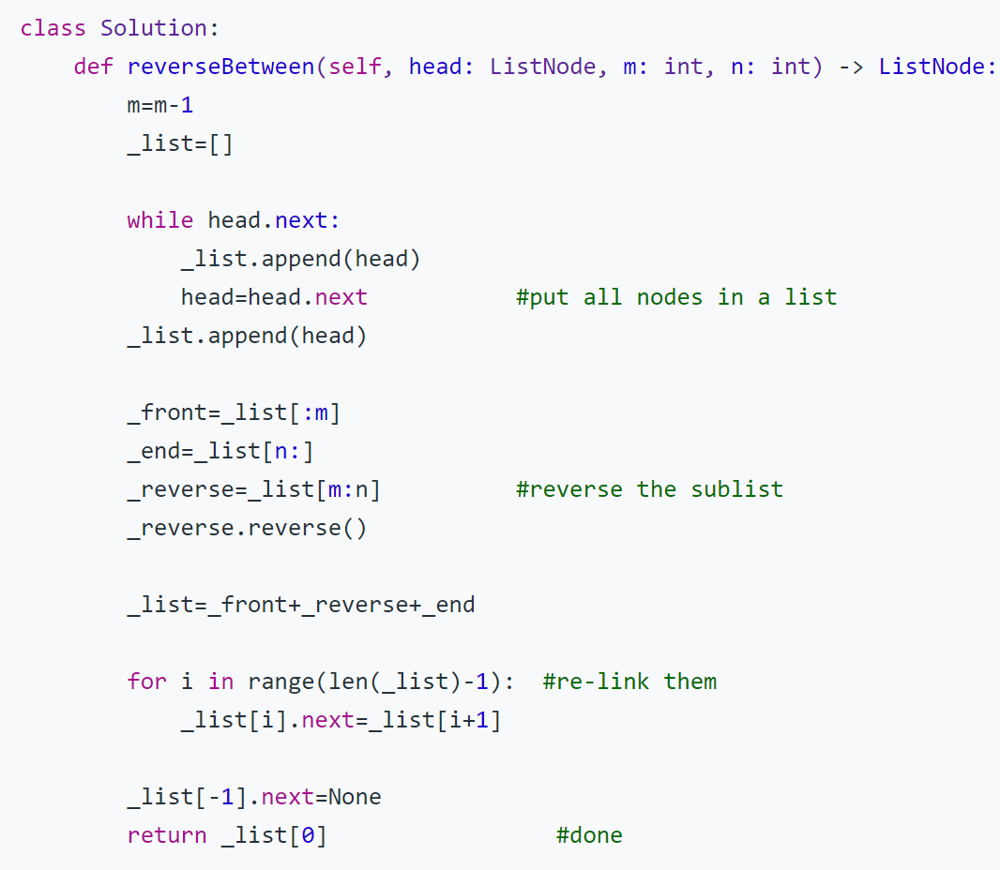 class Solution:
    def reverseBetween(self, head: ListNode, m: int, n: int) -> ListNode:
        m=m-1
        _list=[]

        while head.next:
            _list.append(head)
            head=head.next           #put all nodes in a list
        _list.append(head)

        _front=_list[:m]
        _end=_list[n:]
        _reverse=_list[m:n]          #reverse the sublist
        _reverse.reverse()

        _list=_front+_reverse+_end

        for i in range(len(_list)-1):  #re-link them
            _list[i].next=_list[i+1]

        _list[-1].next=None
        return _list[0]                 #done